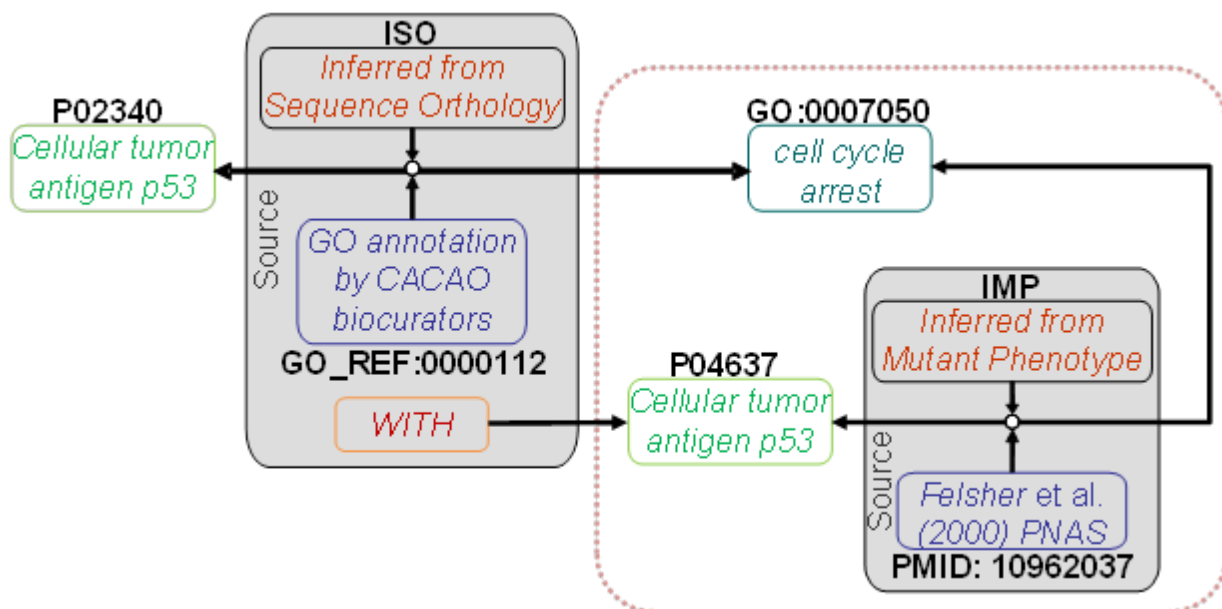 ISO
Inferred from
Sequence Orthology
P02340
Cellular tumor
antigen p53
Source
GO annotation
by CACAO
biocurators
GO_REF:0000112
WITH
GO:0007050
cell cycle
arrest
P04637
Cellular tumor
antigen p53
IMP
Inferred from
Mutant Phenotype
Source
Felsher et al.
(2000) PNAS
PMID: 10962037